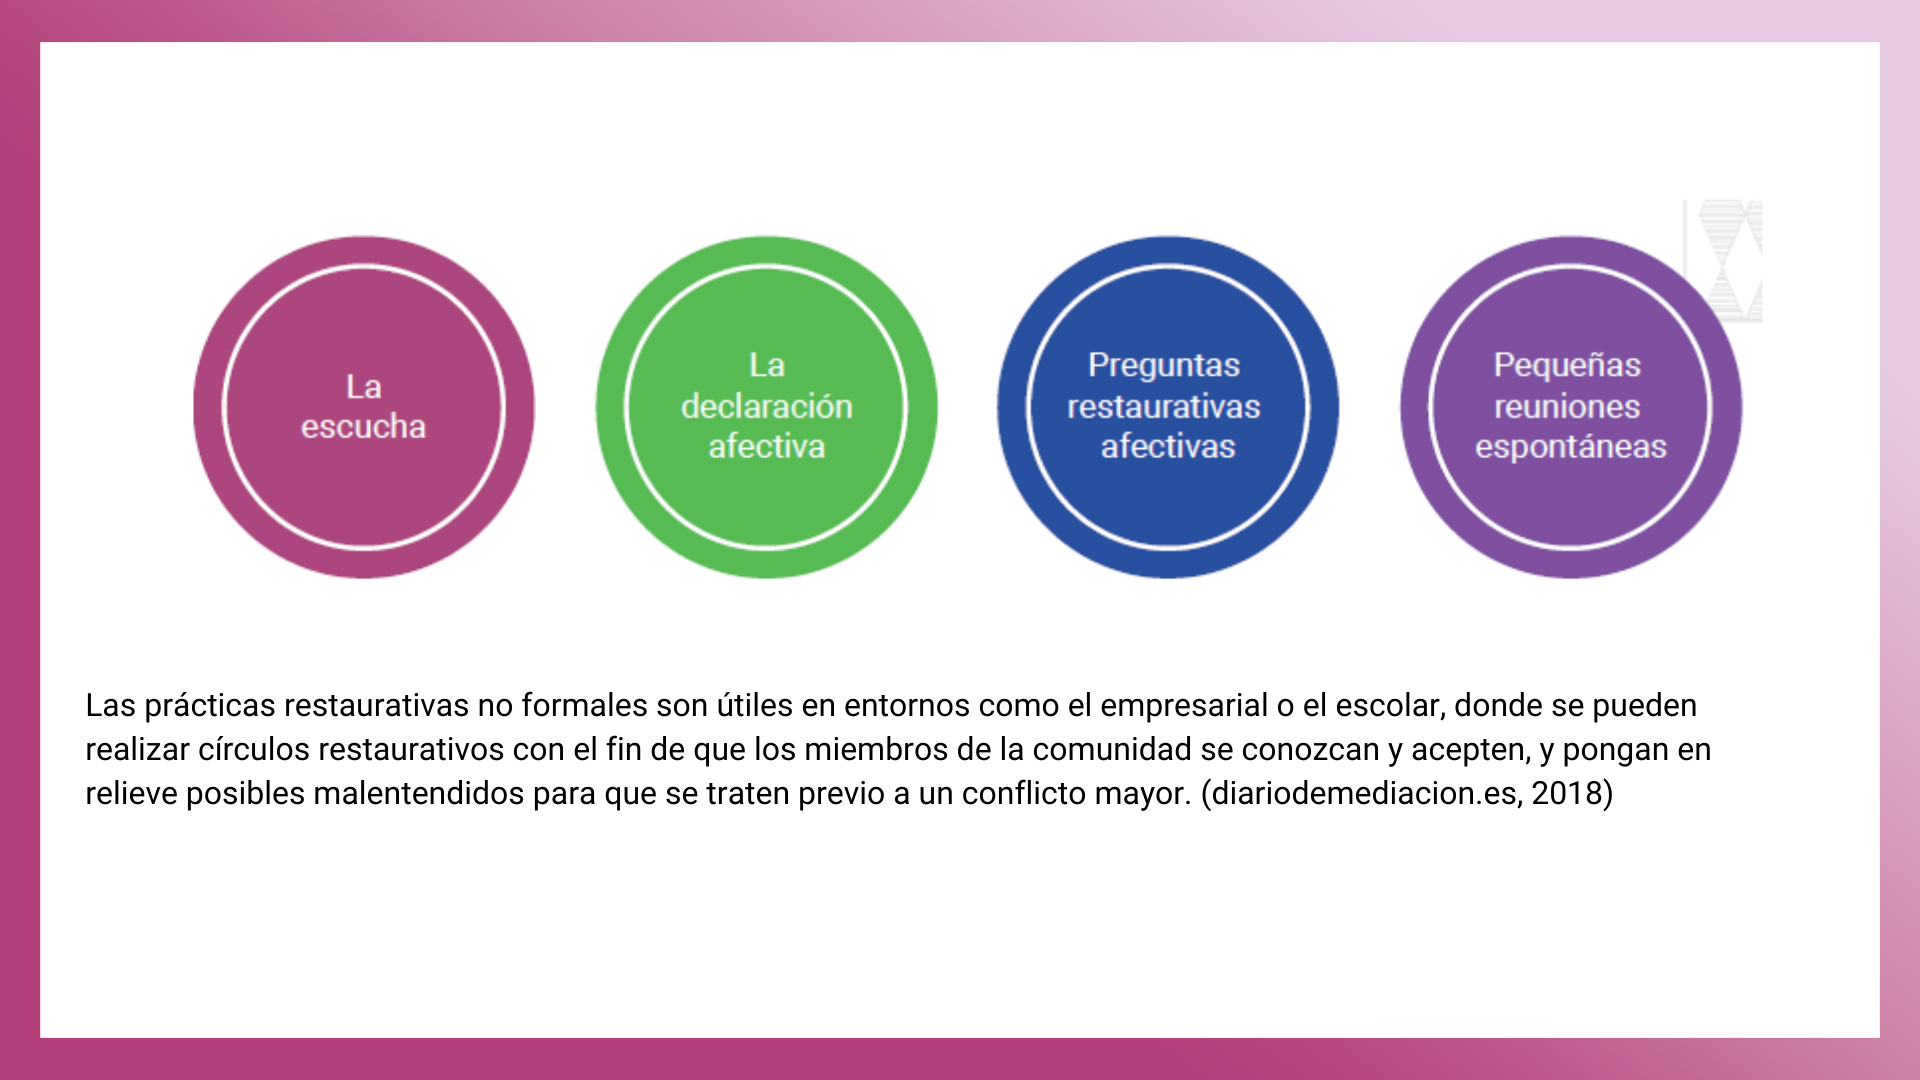 La
escucha
La
declaración
afectiva
Preguntas
restaurativas
afectivas
Pequeñas
reuniones
espontáneas
Las prácticas restaurativas no formales son útiles en entornos como el empresarial o el escolar, donde se pueden
realizar círculos restaurativos con el fin de que los miembros de la comunidad se conozcan y acepten, y pongan en
relieve posibles malentendidos para que se traten previo a un conflicto mayor. (diariodemediacion.es, 2018)